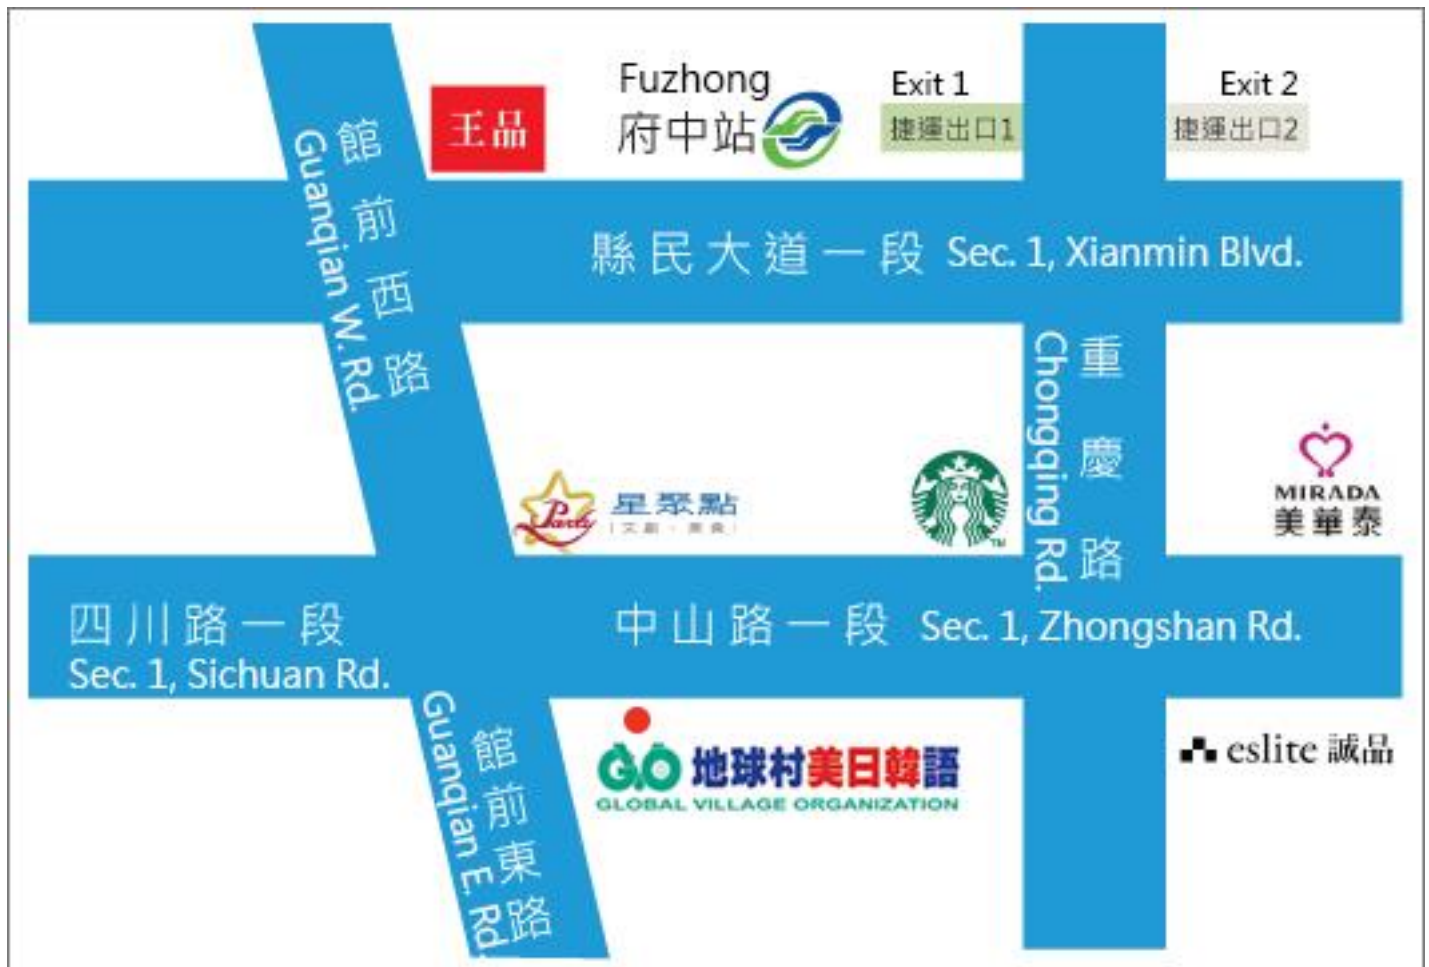 王品
Fuzhong
府中站
Exit 1
捷運出口1
Exit 2
捷運出口2
館前西路
Guanqian W. Rd.
縣民大道一段 Sec. 1, Xianmin Blvd.
重慶路
Chongqing Rd.
Party
星聚點
TM
MIRADA
美華泰
四川路一段
Sec. 1, Sichuan Rd.
中山路一段 Sec. 1, Zhongshan Rd.
館前東路
Guanqian E. Rd.
GO 地球村美日韓語
GLOBAL VILLAGE ORGANIZATION
eslite 誠品